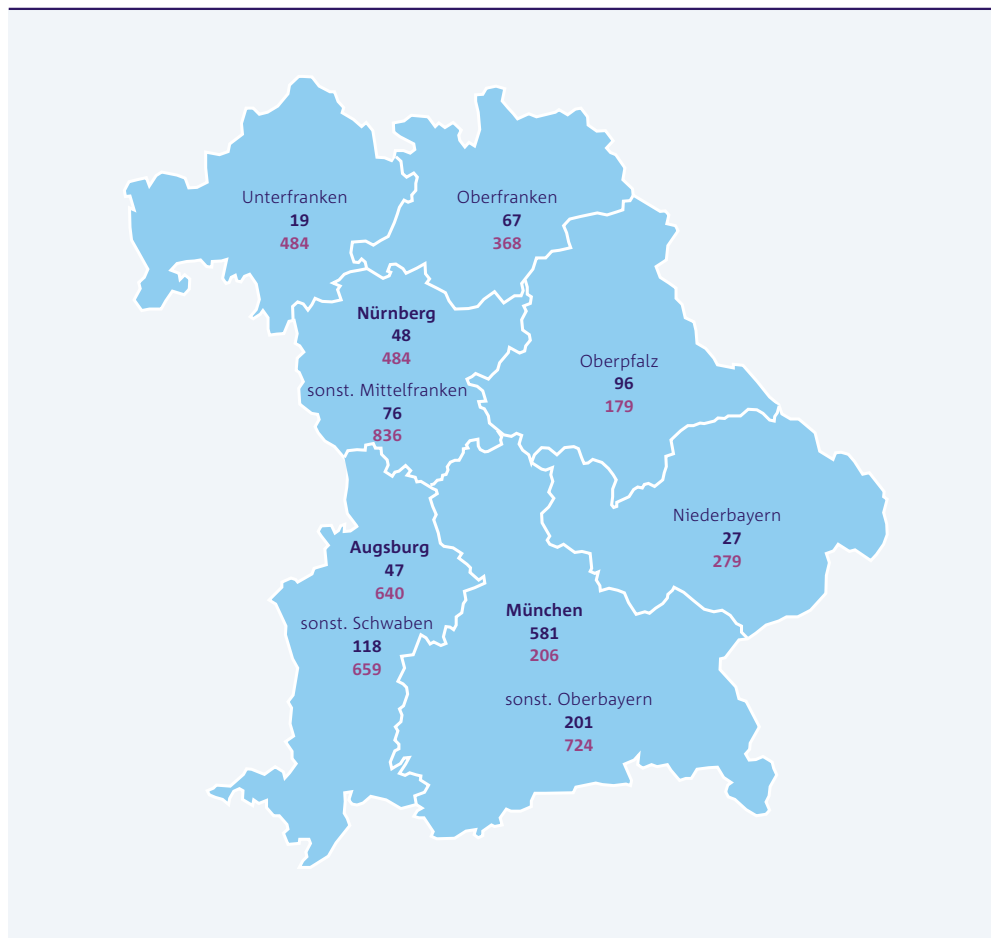 Unterfranken
19
484
Oberfranken
67
368
Nürnberg
48
484
sonst. Mittelfranken
76
836
Oberpfalz
96
179
Niederbayern
27
279
Augsburg
47
640
sonst. Schwaben
118
659
München
581
206
sonst. Oberbayern
201
724